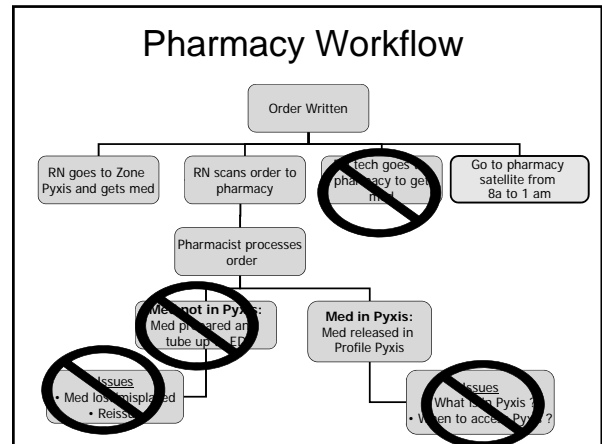 Pharmacy Workflow
Order Written
RN goes to Zone
Pyxis and gets med
RN scans order to
pharmacy
tech goes
pharmacy to get
Go to pharmacy
satellite from
8a to 1 am
Pharmacist processes
order
Med not in Pyxis:
Med prepared and
tube up ED
Med in Pyxis:
Med released in
Profile Pyxis
Issues
• Med lost/misplaced
• Reissue
Issues
What is in Pyxis ?
• When to access Pyxis ?